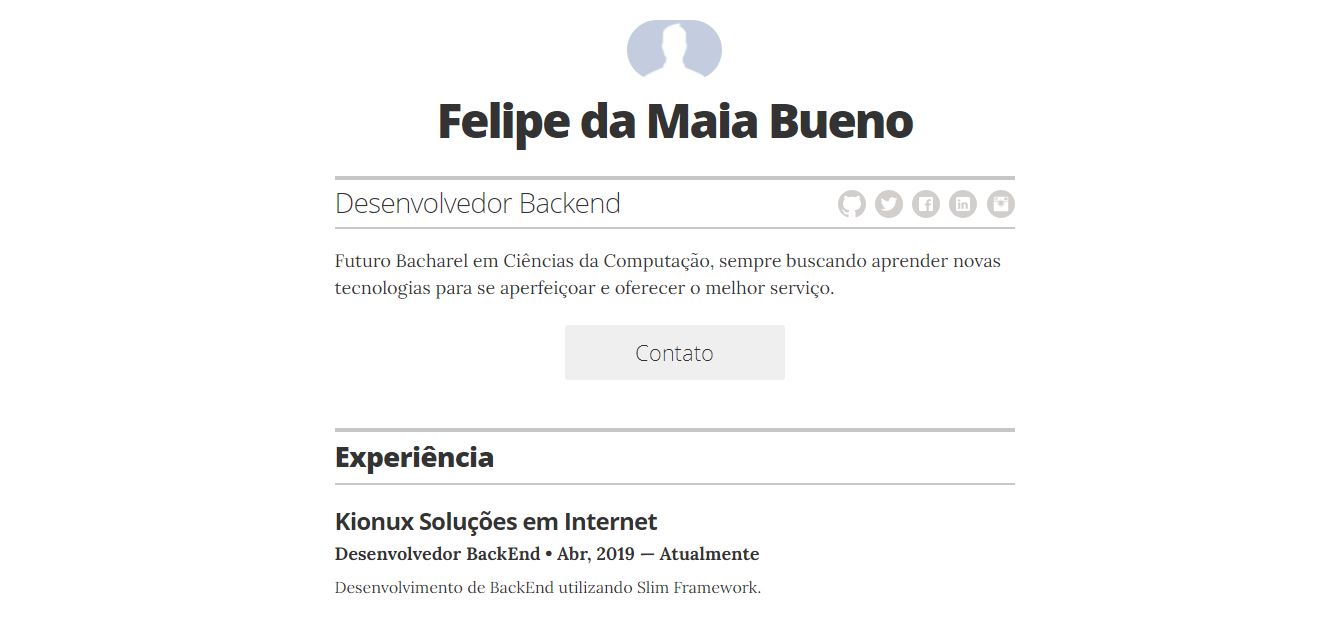 Felipe da Maia Bueno
Desenvolvedor Backend
Futuro Bacharel em Ciências da Computação, sempre buscando aprender novas
tecnologias para se aperfeiçoar e oferecer o melhor serviço.
Contato
Experiência
Kionux Soluções em Internet
Desenvolvedor BackEnd • Abr, 2019 — Atualmente
Desenvolvimento de BackEnd utilizando Slim Framework.